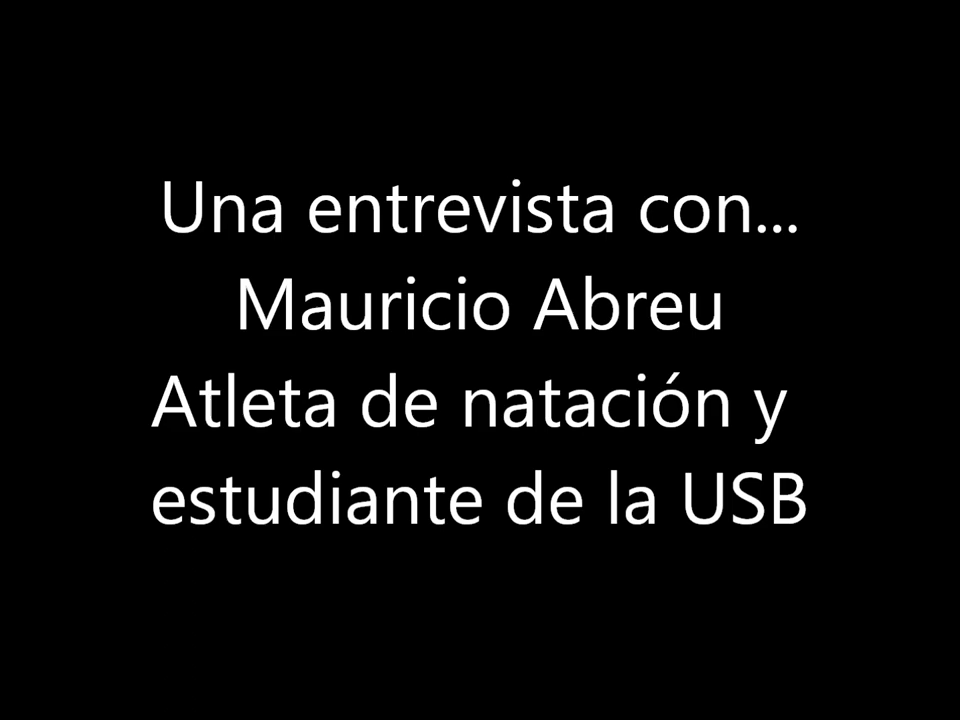 Una entrevista con...
Mauricio Abreu
Atleta de natación y
estudiante de la USB